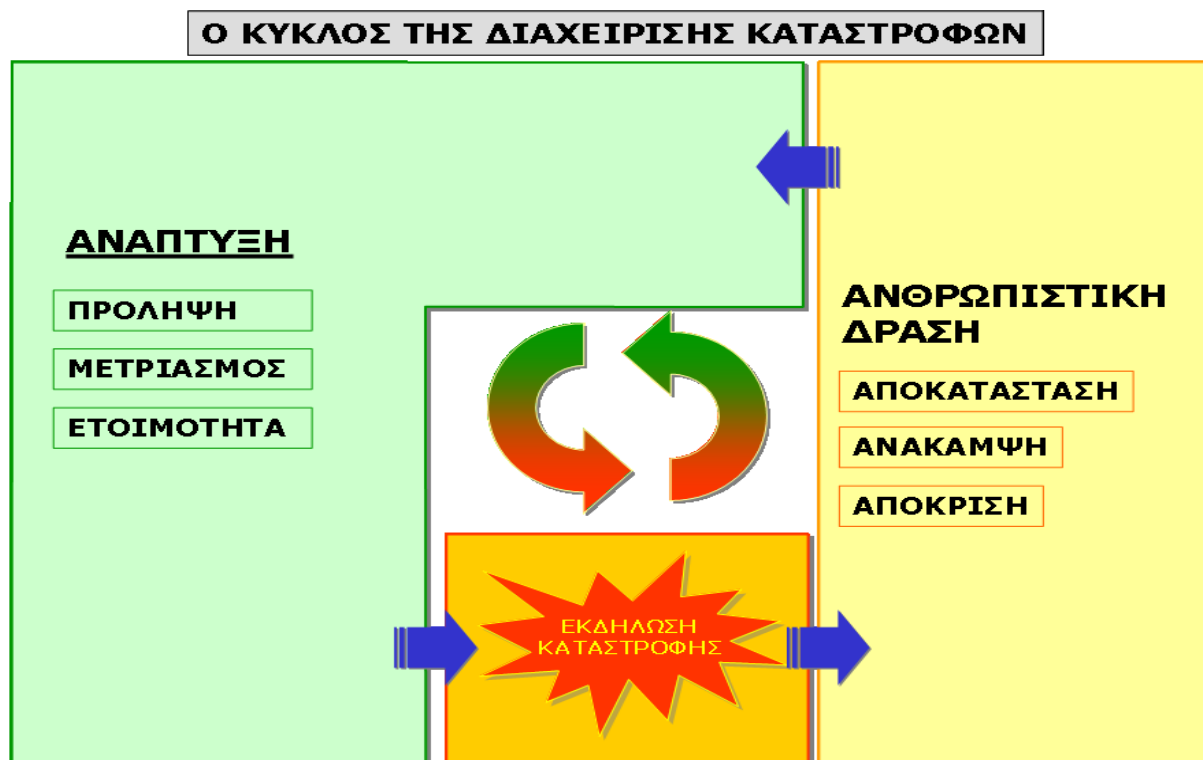 Ο ΚΥΚΛΟΣ ΤΗΣ ΔΙΑΧΕΙΡΙΣΗΣ ΚΑΤΑΣΤΡΟΦΩΝ
ΑΝΑΠΤΥΞΗ
ΠΡΟΛΗΨΗ
ΜΕΤΡΙΑΣΜΟΣ
ΕΤΟΙΜΟΤΗΤΑ
ΑΝΘΡΩΠΙΣΤΙΚΗ
ΔΡΑΣΗ
ΑΠΟΚΑΤΑΣΤΑΣΗ
ΑΝΑΚΑΜΨΗ
ΑΠΟΚΡΙΣΗ
ΕΚΔΗΛΩΣΗ
ΚΑΤΑΣΤΡΟΦΗΣ